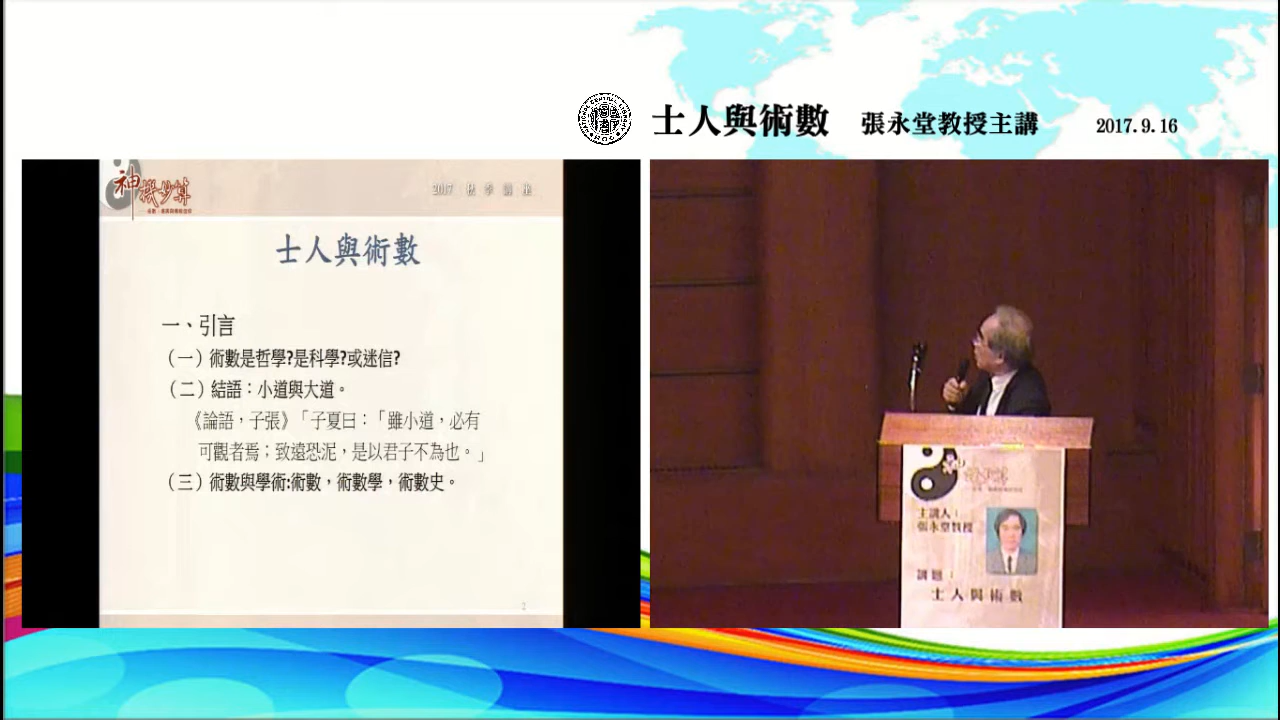 士人與術數 張永堂教授主講 2017.9.16
神機妙算
2017 秋季講座
士人與術數
一、引言
（一）術數是哲學?是科學?或迷信?
（二）結語：小道與大道。
《論語，子張》「子夏曰：「雖小道，必有
可觀者焉；致遠恐泥，是以君子不為也。」
（三）術數與學術:術數，術數學，術數史。
2
主講人：
張永堂教授
講題：
士人與術數